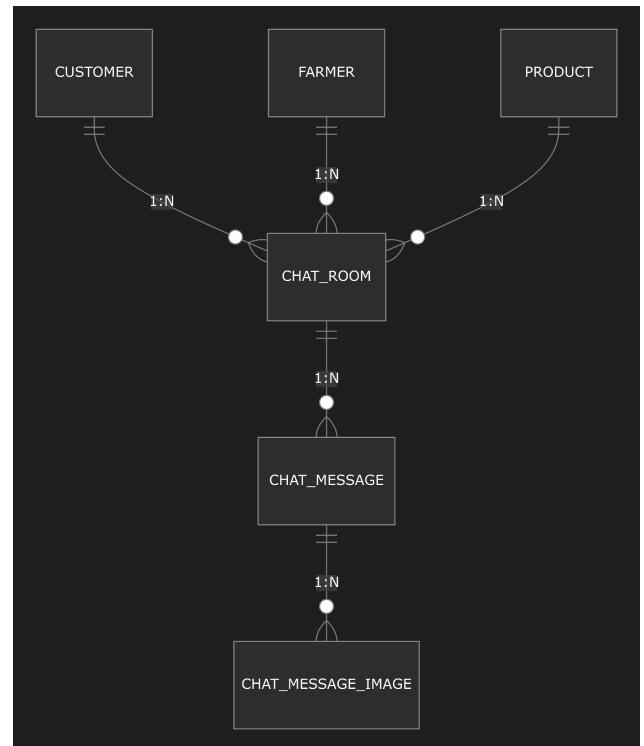 CUSTOMER
FARMER
PRODUCT
1:N
1:N
1:N
CHAT_ROOM
1:N
CHAT_MESSAGE
1:N
CHAT_MESSAGE_IMAGE